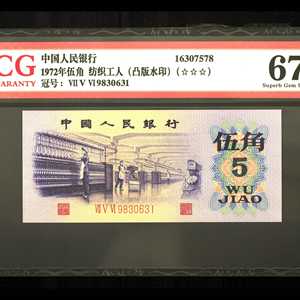 CG
ARANTY
中国人民银行 16307578
1972年伍角 纺织工人（凸版水印）(☆☆☆)
冠号： Ⅶ Ⅴ Ⅵ 9830631
67
Superb Gem
中国人民银行
伍角
5
WU
JIAO
Ⅶ Ⅴ Ⅵ 9830631